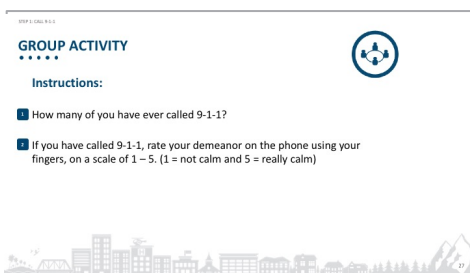 STEP 1: CALL 9-1-1
GROUP ACTIVITY
Instructions:
1 How many of you have ever called 9-1-1?
2 If you have called 9-1-1, rate your demeanor on the phone using your
fingers, on a scale of 1 – 5. (1 = not calm and 5 = really calm)
27